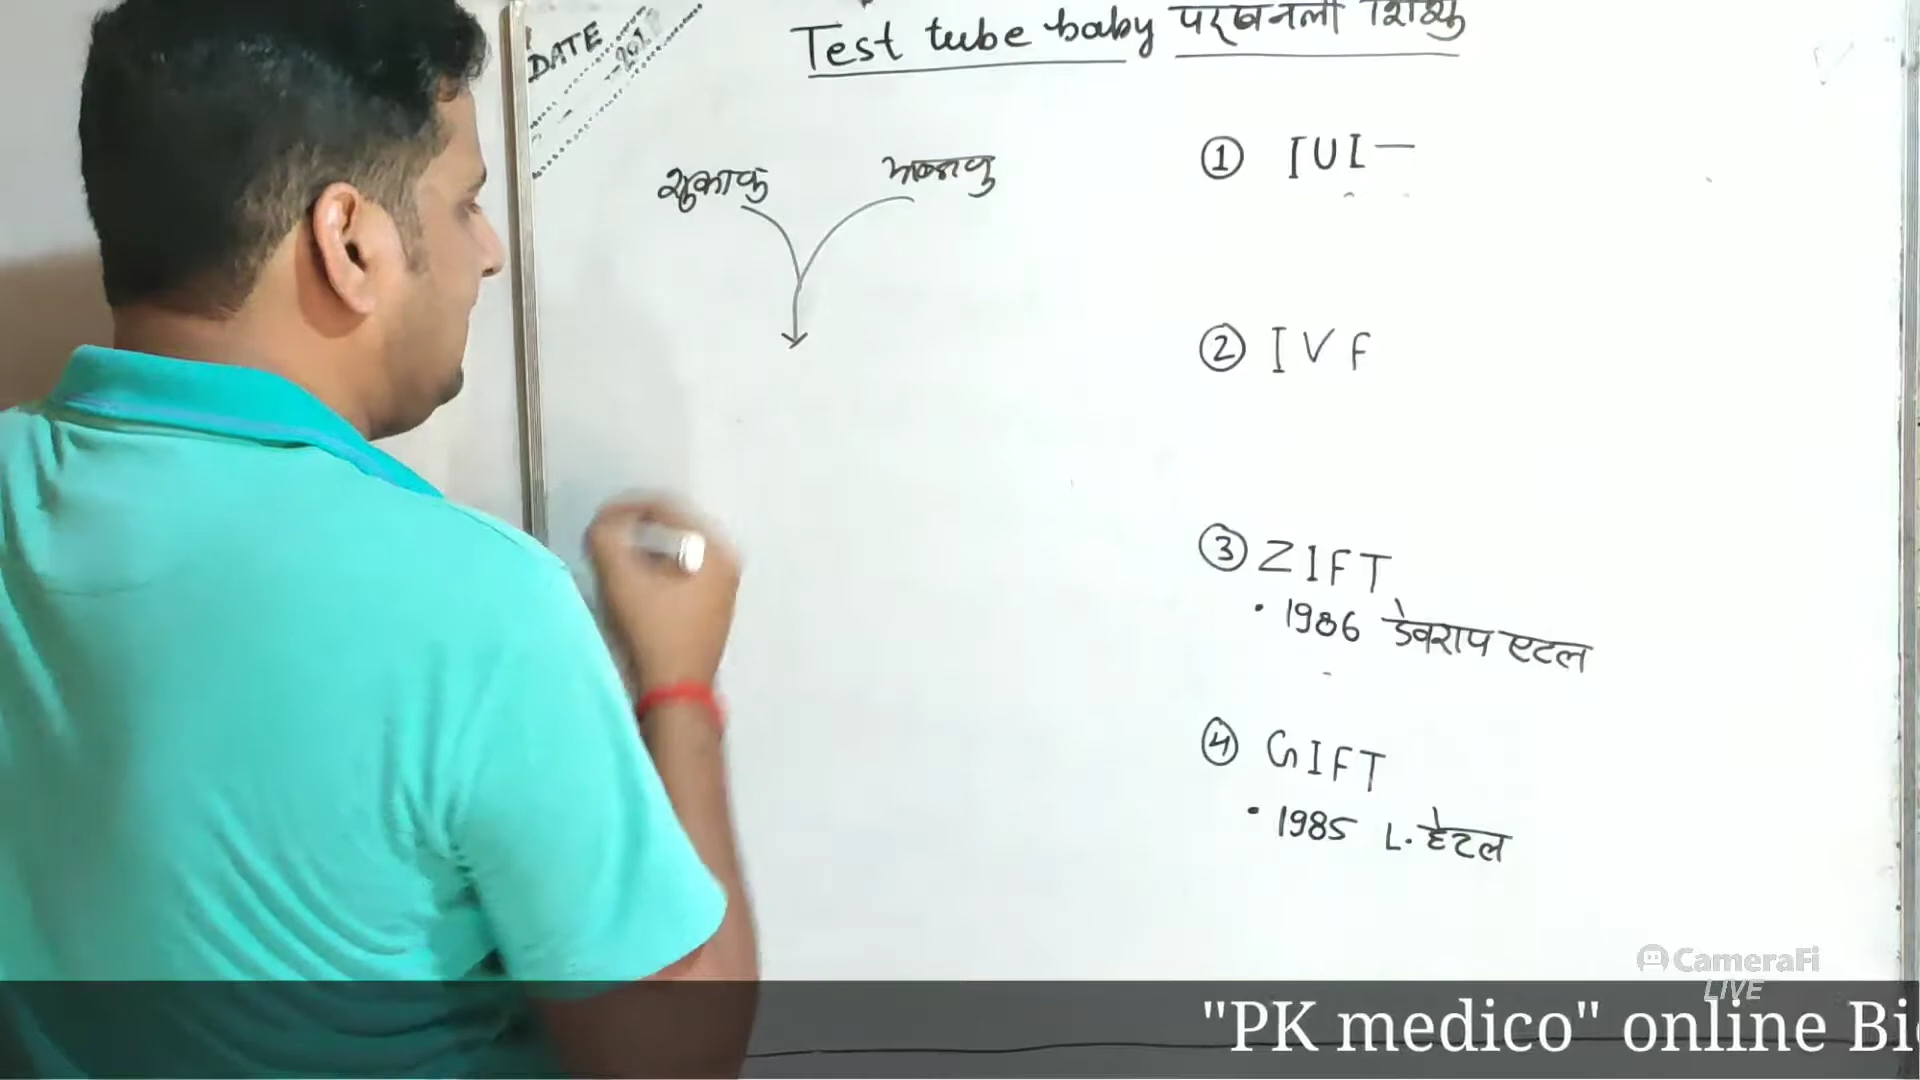 DATE
Test tube baby परखनली शिशु
शुक्राणु
① IUI —
② IVF
③ ZIFT
• 1986 डेवराप एटल
④ GIFT
• 1985 L. हैटल
CameraFi
LIVE
"PK medico" online Bi